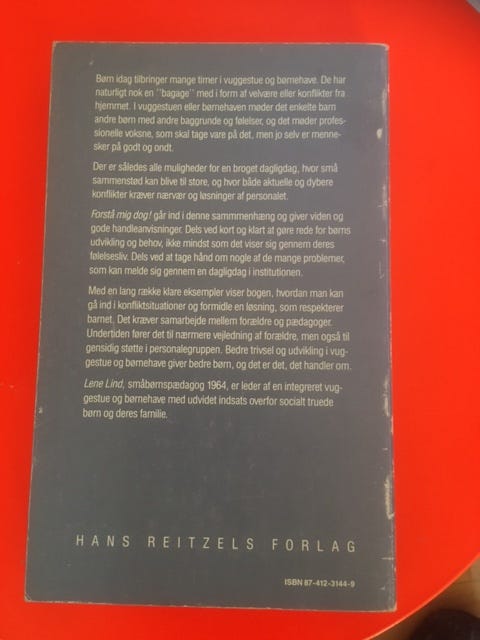 Børn idag tilbringer mange timer i vuggestue og børnehave. De har
naturligt nok en "bagage" med i form af velvære eller konflikter fra
hjemmet. I vuggestuen eller børnehaven møder det enkelte barn
andre børn med andre baggrunde og følelser, og det møder profes-
sionelle voksne, som skal tage vare på det, men jo selv er menne-
sker på godt og ondt.
Der er således alle muligheder for en broget dagligdag, hvor små
sammenstød kan blive til store, og hvor både aktuelle og dybere
konflikter kræver nærvær og løsninger af personalet.
Forstå mig dog! går ind i denne sammmenhæng og giver viden og
gode handleanvisninger. Dels ved kort og klart at gøre rede for børns
udvikling og behov, ikke mindst som det viser sig gennem deres
følelsesliv. Dels ved at tage hånd om nogle af de mange problemer,
som kan melde sig gennem en dagligdag i institutionen.
Med en lang række klare eksempler viser bogen, hvordan man kan
gå ind i konfliktsituationer og formidle en løsning, som respekterer
barnet. Det kræver samarbejde mellem forældre og pædagoger.
Undertiden fører det til nærmere vejledning af forældre, men også til
gensidig støtte i personalegruppen. Bedre trivsel og udvikling i vug-
gestue og børnehave giver bedre børn, og det er det, det handler om.
Lene Lind, småbørnspædagog 1964, er leder af en integreret vug-
gestue og børnehave med udvidet indsats overfor socialt truede
børn og deres familie.
HANS REITZELS FORLAG
ISBN 87-412-3144-9